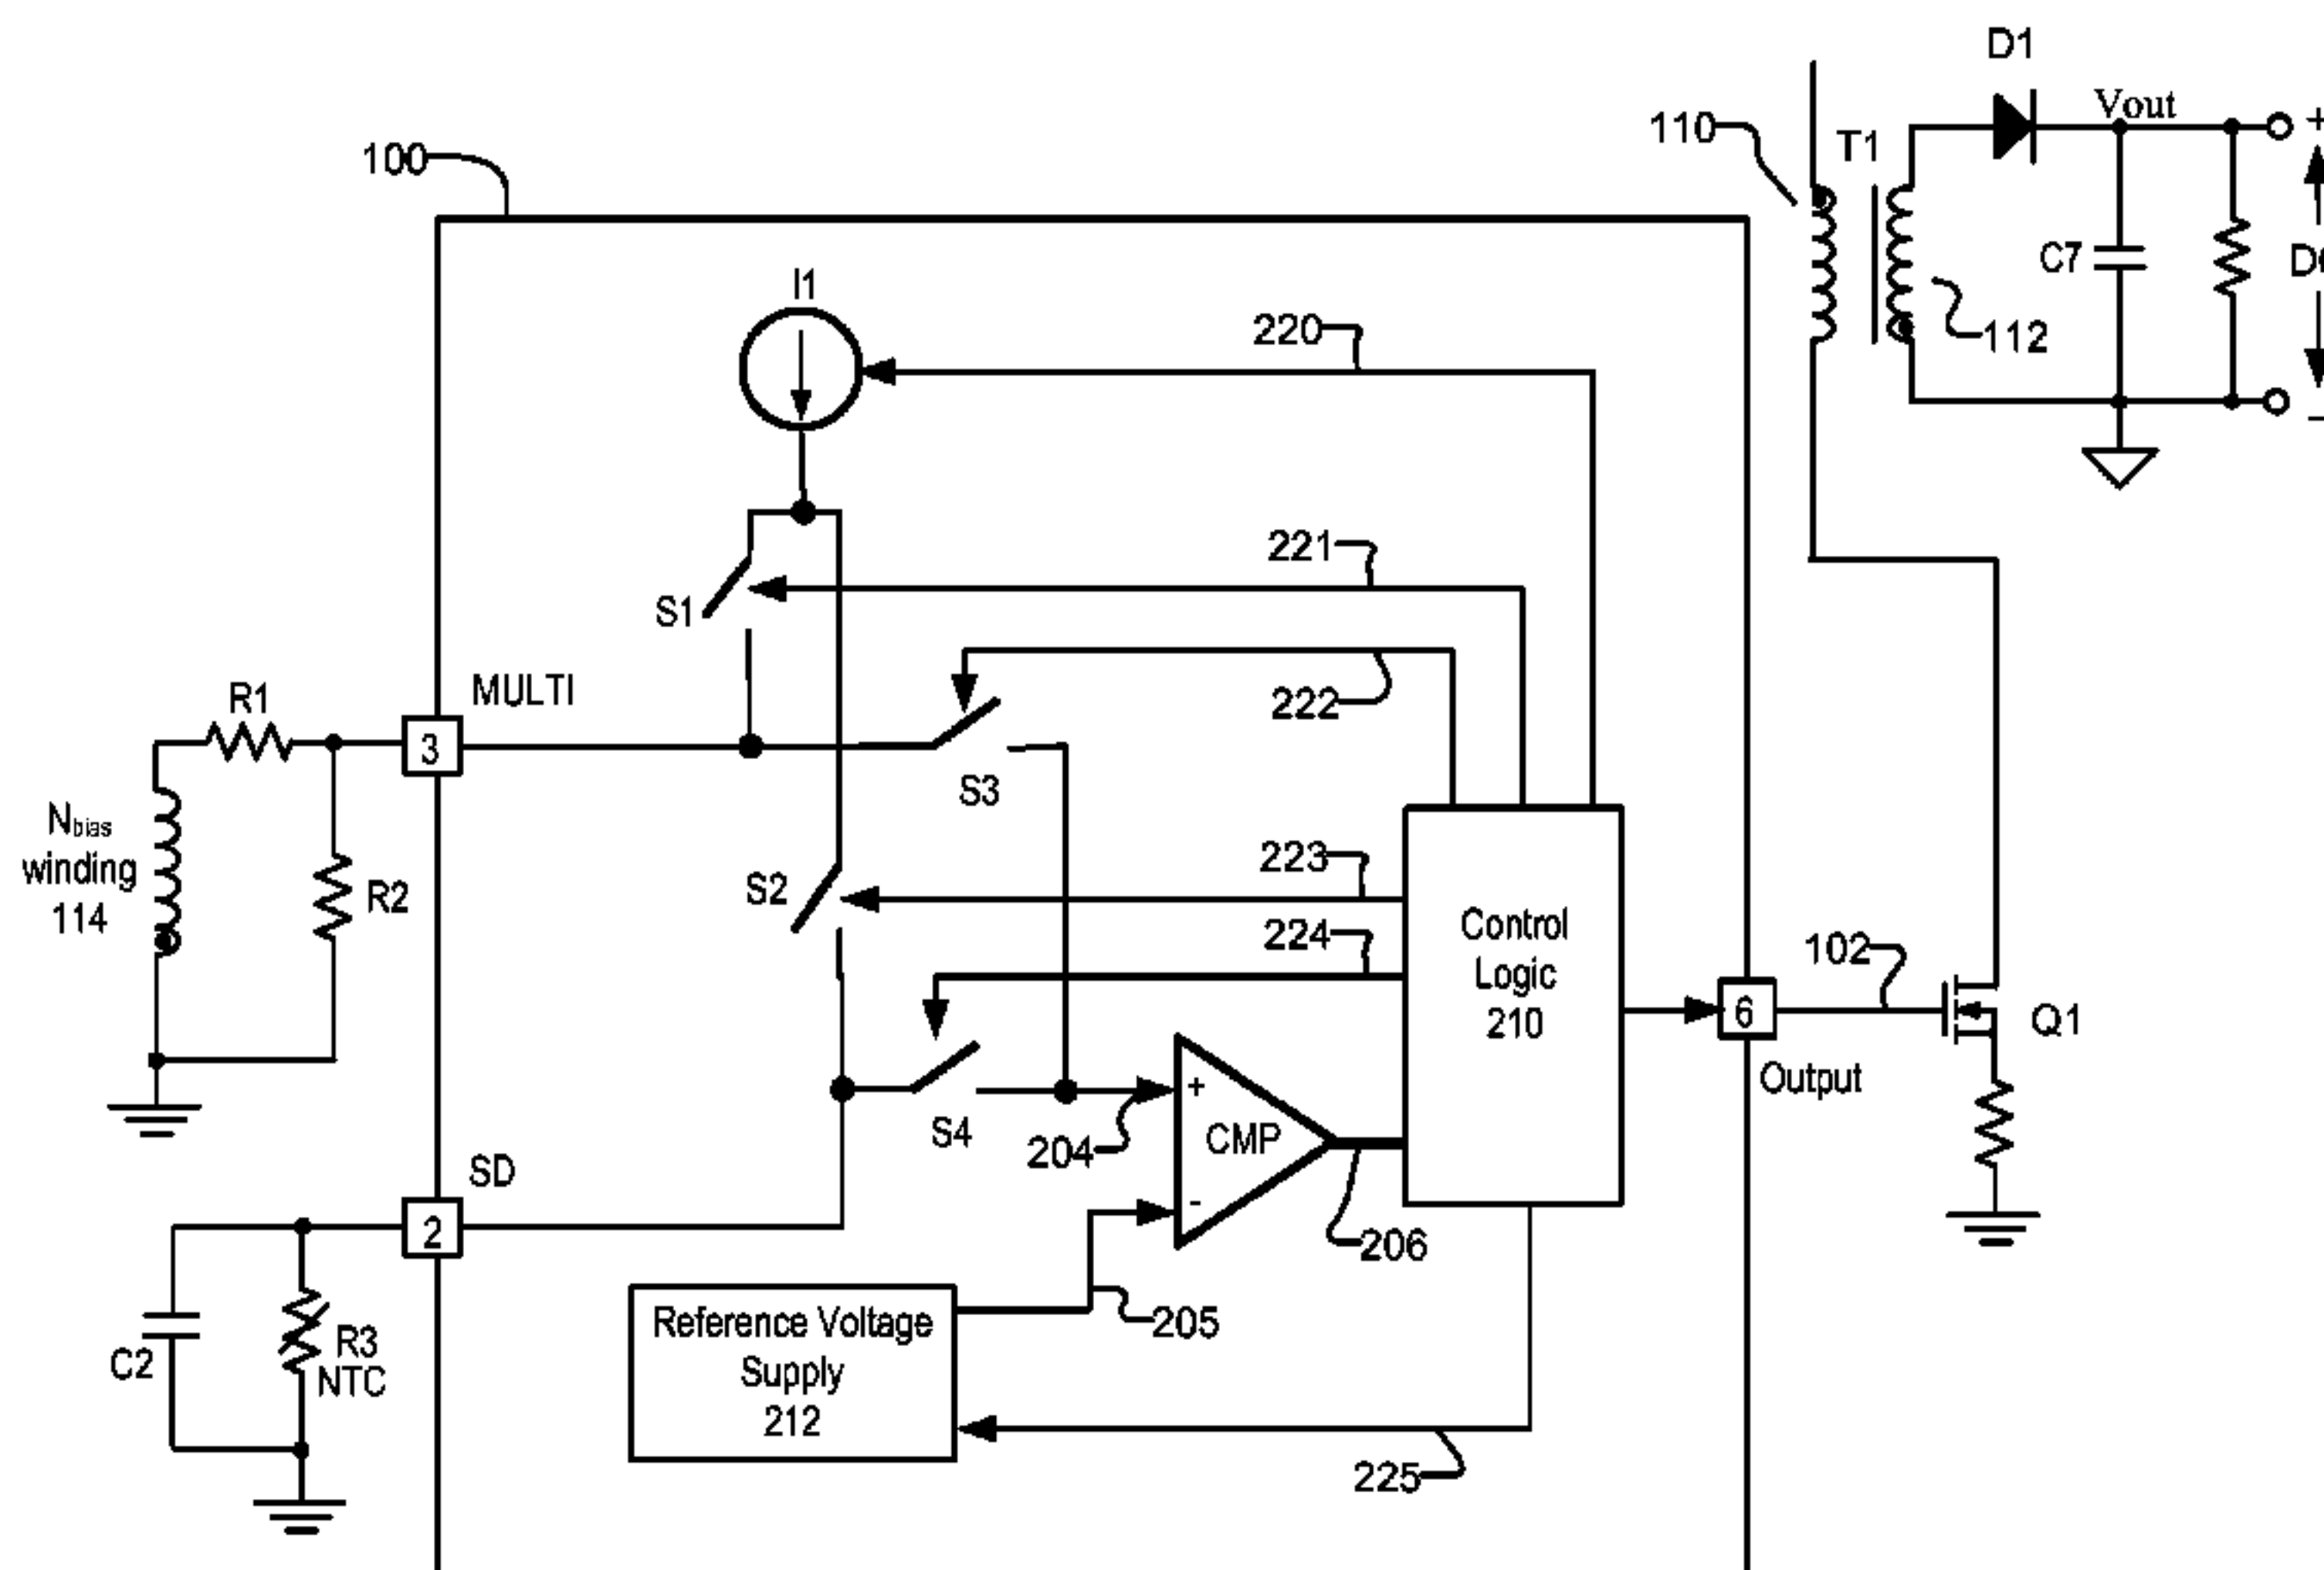 D1
Vout
+
110
T1
100
C7
112
-
I1
220
221
S1
222
MULTI
R1
3
S3
Nbias
winding
114
R2
S2
223
224
Control
Logic
210
102
6
Q1
Output
+
CMP
-
S4
204
206
SD
2
Reference Voltage
Supply
212
205
R3
NTC
C2
225